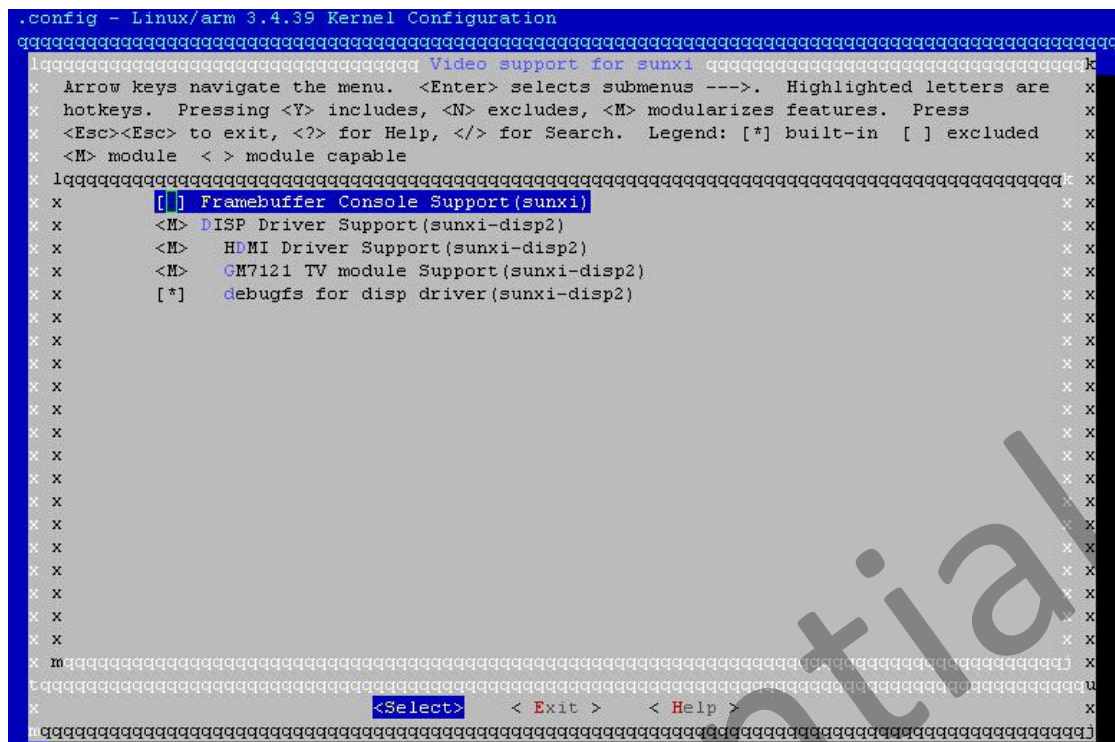 .config - Linux/arm 3.4.39 Kernel Configuration
Video support for sunxi
Arrow keys navigate the menu. <Enter> selects submenus --->. Highlighted letters are
hotkeys. Pressing <Y> includes, <N> excludes, <M> modularizes features. Press
<Esc><Esc> to exit, <?> for Help, </> for Search. Legend: [*] built-in [ ] excluded
<M> module < > module capable
[ ] Framebuffer Console Support(sunxi)
<M> DISP Driver Support(sunxi-disp2)
<M> HDMI Driver Support(sunxi-disp2)
<M> GM7121 TV module Support(sunxi-disp2)
[*] debugfs for disp driver(sunxi-disp2)
<Select> < Exit > < Help >
ntial